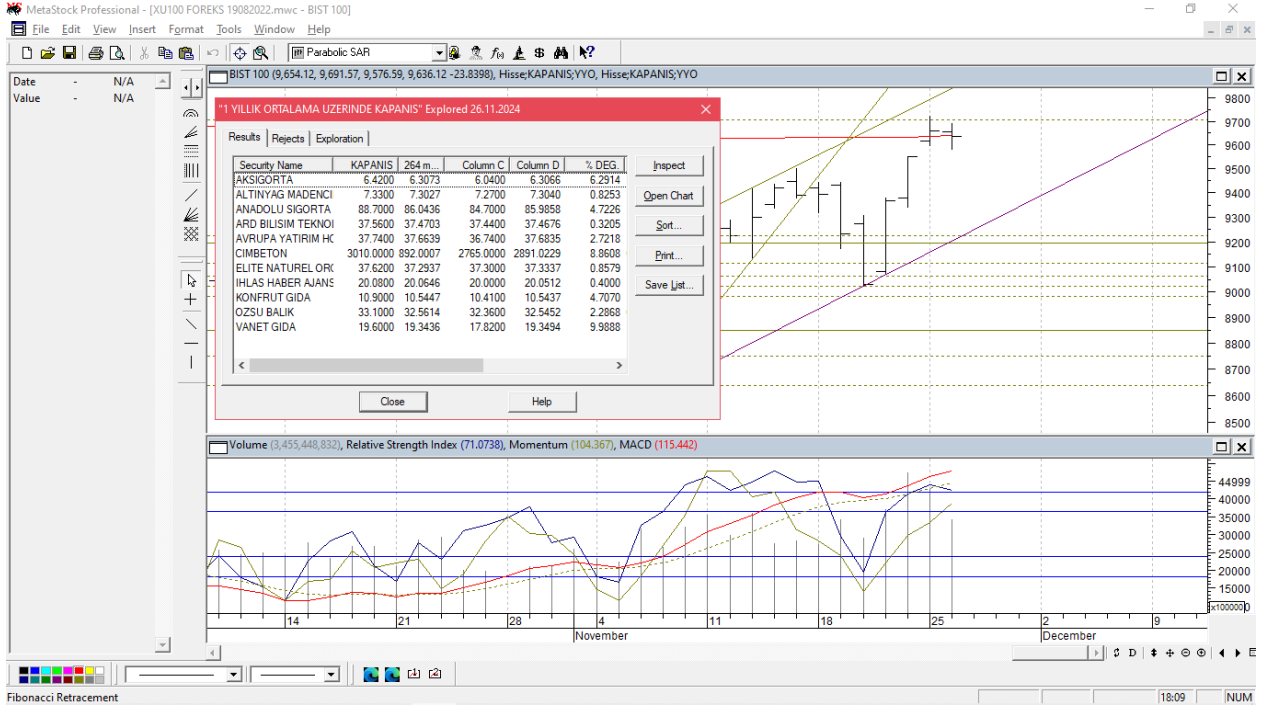 MetaStock Professional - [XU100 FOREKS 19082022.mwc - BIST 100]
File Edit View Insert Format Tools Window Help
Parabolic SAR
Date - N/A
Value - N/A
BIST 100 (9,654.12, 9,691.57, 9,576.59, 9,636.12 -23.8398), Hisse;KAPANIS;YYO, Hisse;KAPANIS;YYO
"1 YILLIK ORTALAMA UZERINDE KAPANIS" Explored 26.11.2024
Results Rejects Exploration
Security Name KAPANIS 264 m... Column C Column D % DEG.
AKSIGORTA 6.4200 6.3073 6.0400 6.3066 6.2914
ALTINYAG MADENCI 7.3300 7.3027 7.2700 7.3040 0.8253
ANADOLU SIGORTA 88.7000 86.0436 84.7000 85.9858 4.7226
ARD BILISIM TEKNOI 37.5600 37.4703 37.4400 37.4676 0.3205
AVRUPA YATIRIM HC 37.7400 37.6639 36.7400 37.6835 2.7218
CIMBETON 3010.0000 892.0007 2765.0000 2891.0229 8.8608
ELITE NATUREL OR( 37.6200 37.2937 37.3000 37.3337 0.8579
IHLAS HABER AJANS 20.0800 20.0646 20.0000 20.0512 0.4000
KONFRUT GIDA 10.9000 10.5447 10.4100 10.5437 4.7070
OZSU BALIK 33.1000 32.5614 32.3600 32.5452 2.2868
VANET GIDA 19.6000 19.3436 17.8200 19.3494 9.9888
Inspect
Open Chart
Sort...
Print...
Save List...
Close Help
9800
9700
9600
9500
9400
9300
9200
9100
9000
8900
8800
8700
8600
8500
Volume (3,455,448,832), Relative Strength Index (71.0738), Momentum (104.367), MACD (115.442)
44999
40000
35000
30000
25000
20000
15000
x100000
14 21 28 4 11 18 25 2 9
November December
Fibonacci Retracement
18:09 NUM